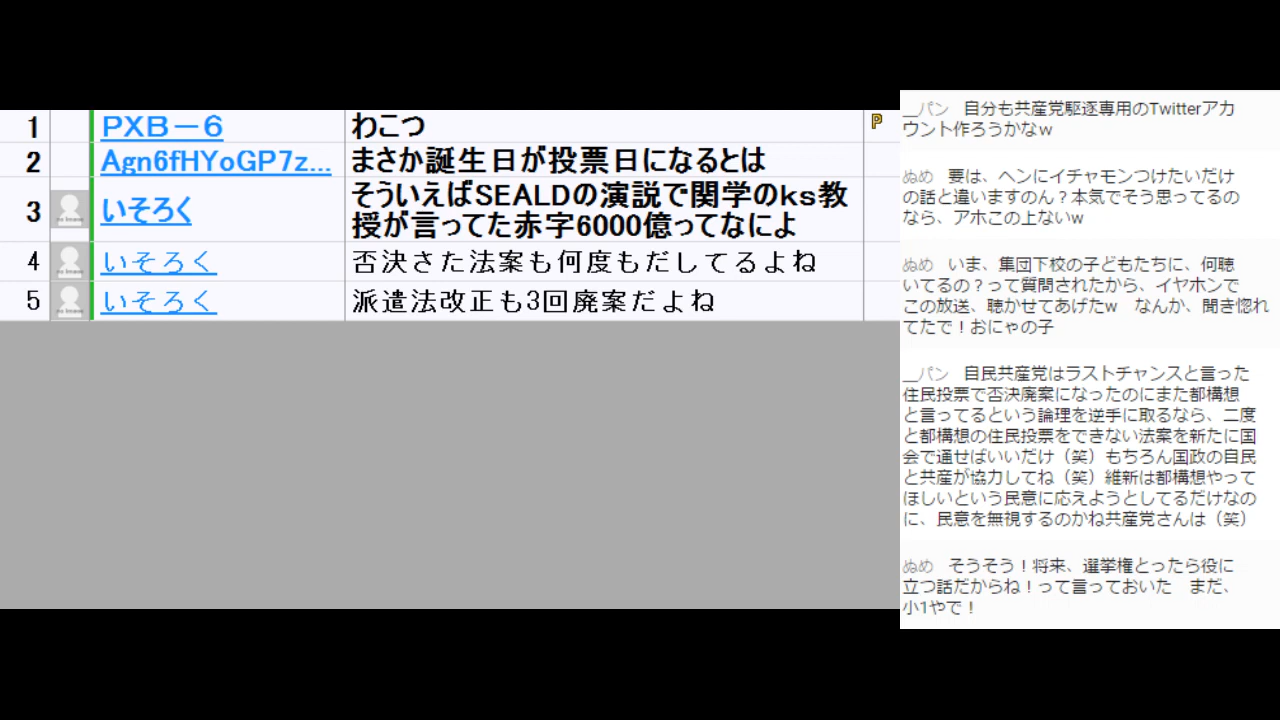 1 PXB－6 わこつ P
2 Agn6fHYoGP7z... まさか誕生日が投票日になるとは
3 いそろく そういえばSEALDの演説で関学のks教
授が言ってた赤字6000億ってなによ
4 いそろく 否決さた法案も何度もだしてるよね
5 いそろく 派遣法改正も3回廃案だよね
__パン 自分も共産党駆逐専用のTwitterアカ
ウント作ろうかなw
ぬめ 要は、ヘンにイチャモンつけたいだけ
の話と違いますのん？本気でそう思ってるの
なら、アホこの上ないw
ぬめ いま、集団下校の子どもたちに、何聴
いてるの？って質問されたから、イヤホンで
この放送、聴かせてあげたw なんか、聞き惚れ
てたで！おにゃの子
__パン 自民共産党はラストチャンスと言った
住民投票で否決廃案になったのにまた都構想
と言ってるという論理を逆手に取るなら、二度
と都構想の住民投票をできない法案を新たに国
会で通せばいいだけ（笑）もちろん国政の自民
と共産が協力してね（笑）維新は都構想やって
ほしいという民意に応えようとしてるだけなの
に、民意を無視するのかね共産党さんは（笑）
ぬめ そうそう！将来、選挙権とったら役に
立つ話だからね！って言っておいた まだ、
小1やで！